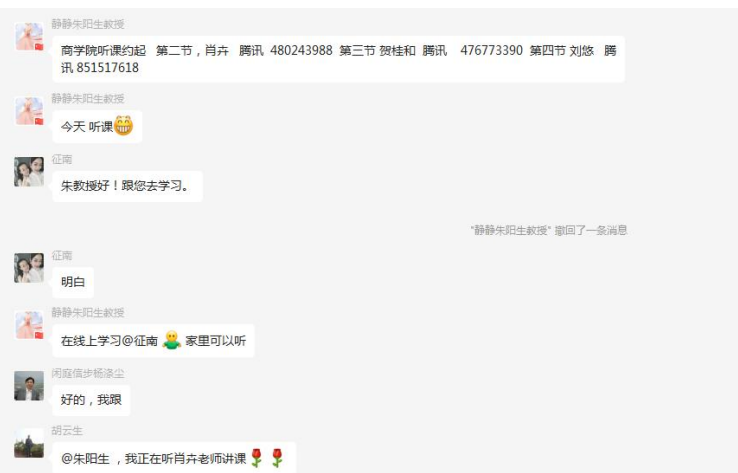 静静朱阳生教授
商学院听课约起 第二节，肖卉 腾讯 480243988 第三节 贺桂和 腾讯 476773390 第四节 刘悠 腾
讯 851517618
静静朱阳生教授
今天 听课
征南
朱教授好！跟您去学习。
"静静朱阳生教授" 撤回了一条消息
征南
明白
静静朱阳生教授
在线上学习@征南 家里可以听
闲庭信步杨涤尘
好的，我跟
胡云生
@朱阳生 ，我正在听肖卉老师讲课